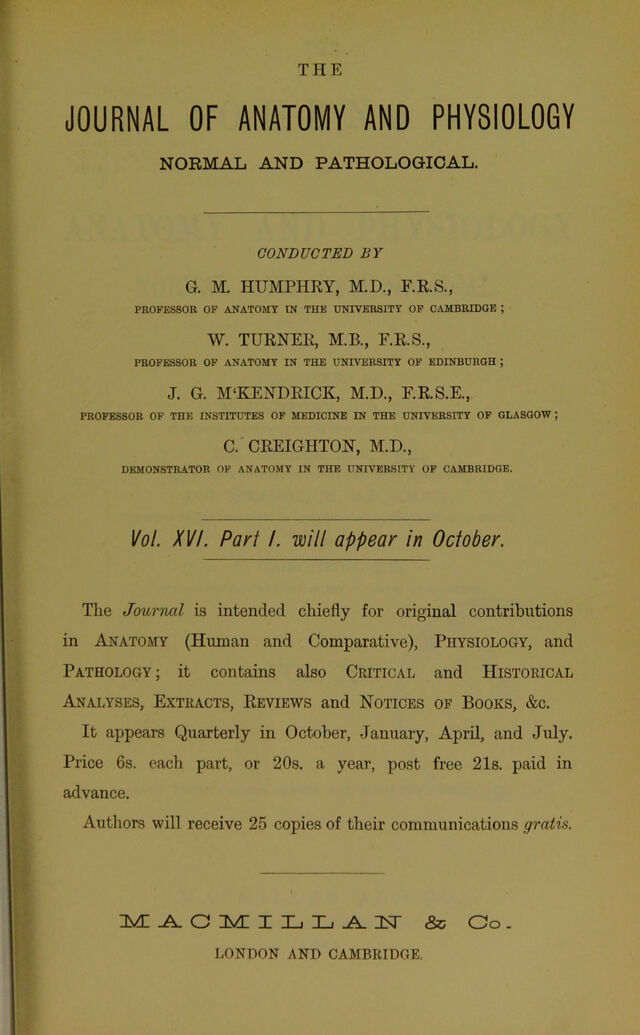 THE
JOURNAL OF ANATOMY AND PHYSIOLOGY
NORMAL AND PATHOLOGICAL.
CONDUCTED BY
G. M. HUMPHRY, M.D., F.R.S.,
PROFESSOR OF ANATOMY IN THE UNIVERSITY OF CAMBRIDGE;
W. TURNER, M.B., F.R.S.,
PROFESSOR OF ANATOMY IN THE UNIVERSITY OF EDINBURGH;
J. G. M‘KENDRICK, M.D., F.R.S.E.,
PROFESSOR OF THE INSTITUTES OF MEDICINE IN THE UNIVERSITY OF GLASGOW;
C. CREIGHTON, M.D.,
DEMONSTRATOR OF ANATOMY IN THE UNIVERSITY OF CAMBRIDGE.
Vol. XVI. Part I. will appear in October.
The Journal is intended chiefly for original contributions
in ANATOMY (Human and Comparative), PHYSIOLOGY, and
PATHOLOGY; it contains also CRITICAL and HISTORICAL
ANALYSES, EXTRACTS, REVIEWS and NOTICES OF BOOKS, &c.
It appears Quarterly in October, January, April, and July.
Price 6s. each part, or 20s. a year, post free 21s. paid in
advance.
Authors will receive 25 copies of their communications gratis.
MACMILLAN & Co.
LONDON AND CAMBRIDGE.